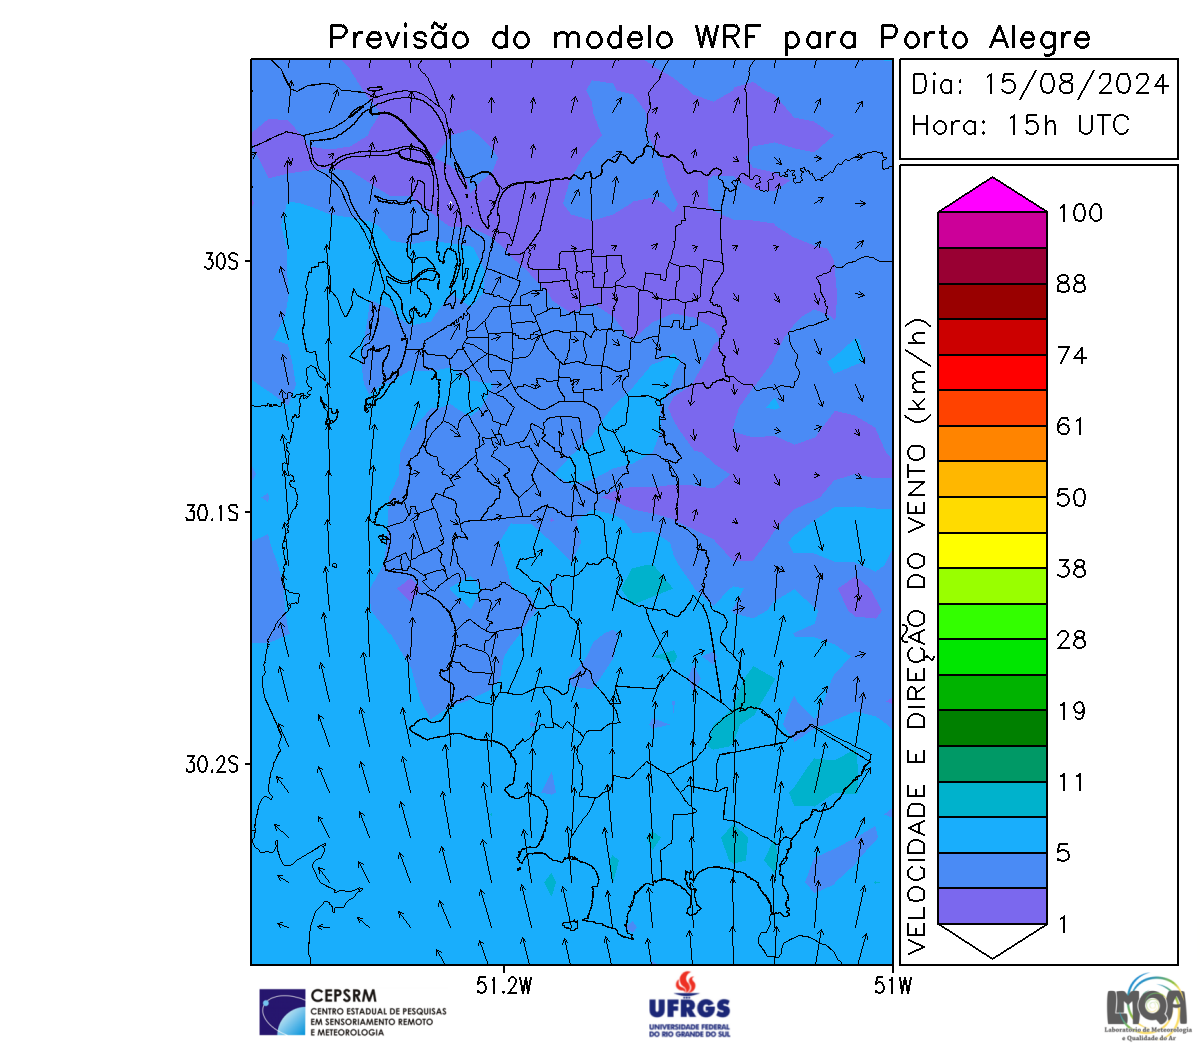 Previsão do modelo WRF para Porto Alegre
Dia: 15/08/2024
Hora: 15h UTC
100
88
74
61
50
38
28
19
11
5
1
VELOCIDADE E DIREÇÃO DO VENTO (km/h)
30S
30.1S
30.2S
51.2W
51W
CEPSRM
CENTRO ESTADUAL DE PESQUISAS
EM SENSORIAMENTO REMOTO
E METEOROLOGIA
UFRGS
UNIVERSIDADE FEDERAL
DO RIO GRANDE DO SUL
LMQA
Laboratório de Meteorologia
e Qualidade do Ar